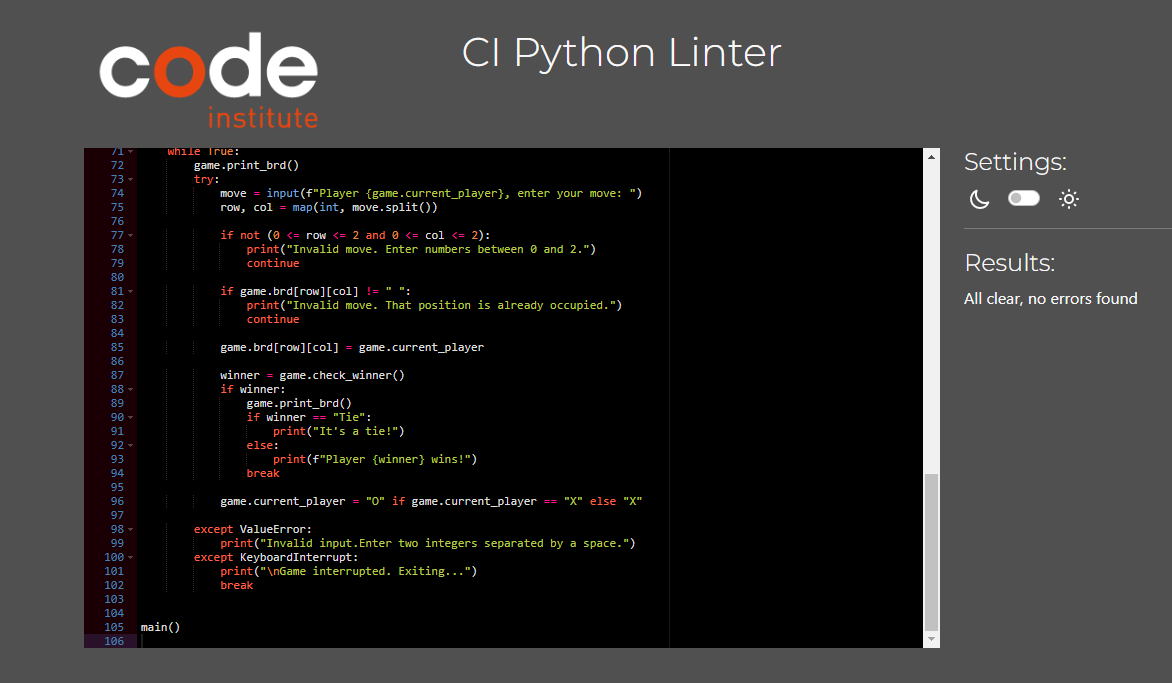 code
institute
CI Python Linter
71 while True:
72 game.print_brd()
73 try:
74 move = input(f"Player {game.current_player}, enter your move: ")
75 row, col = map(int, move.split())
76
77 if not (0 <= row <= 2 and 0 <= col <= 2):
78 print("Invalid move. Enter numbers between 0 and 2.")
79 continue
80
81 if game.brd[row][col] != " ":
82 print("Invalid move. That position is already occupied.")
83 continue
84
85 game.brd[row][col] = game.current_player
86
87 winner = game.check_winner()
88 if winner:
89 game.print_brd()
90 if winner == "Tie":
91 print("It's a tie!")
92 else:
93 print(f"Player {winner} wins!")
94 break
95
96 game.current_player = "O" if game.current_player == "X" else "X"
97
98 except ValueError:
99 print("Invalid input.Enter two integers separated by a space.")
100 except KeyboardInterrupt:
101 print("\nGame interrupted. Exiting...")
102 break
103
104
105 main()
106
Settings:
Results:
All clear, no errors found